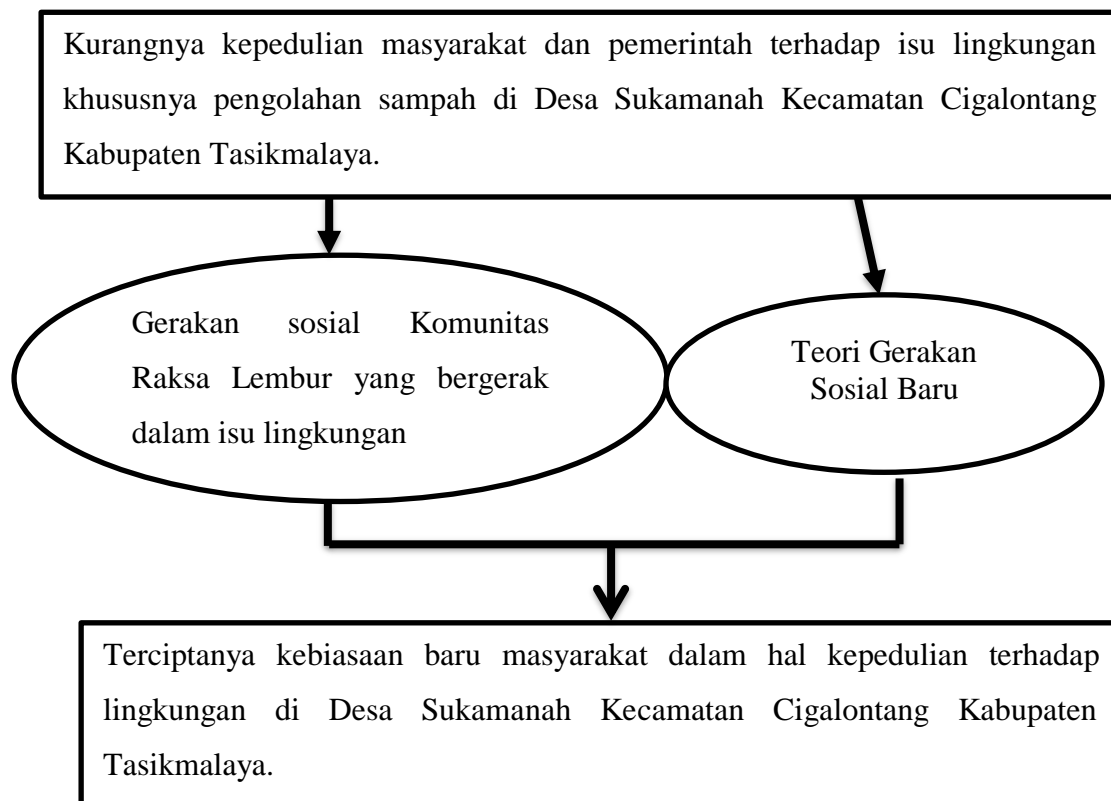 Kurangnya kepedulian masyarakat dan pemerintah terhadap isu lingkungan
khususnya pengolahan sampah di Desa Sukamanah Kecamatan Cigalontang
Kabupaten Tasikmalaya.
Gerakan sosial Komunitas
Raksa Lembur yang bergerak
dalam isu lingkungan
Teori Gerakan
Sosial Baru
Terciptanya kebiasaan baru masyarakat dalam hal kepedulian terhadap
lingkungan di Desa Sukamanah Kecamatan Cigalontang Kabupaten
Tasikmalaya.